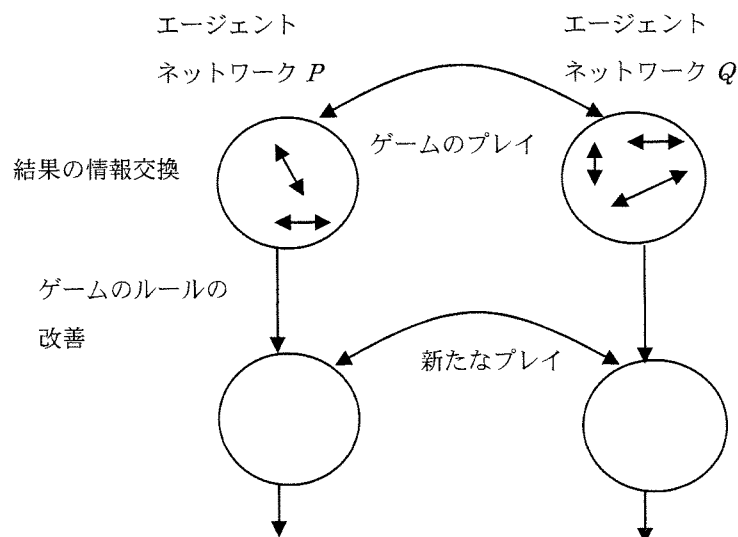 エージェント
ネットワーク P
エージェント
ネットワーク Q
ゲームのプレイ
結果の情報交換
ゲームのルールの
改善
新たなプレイ